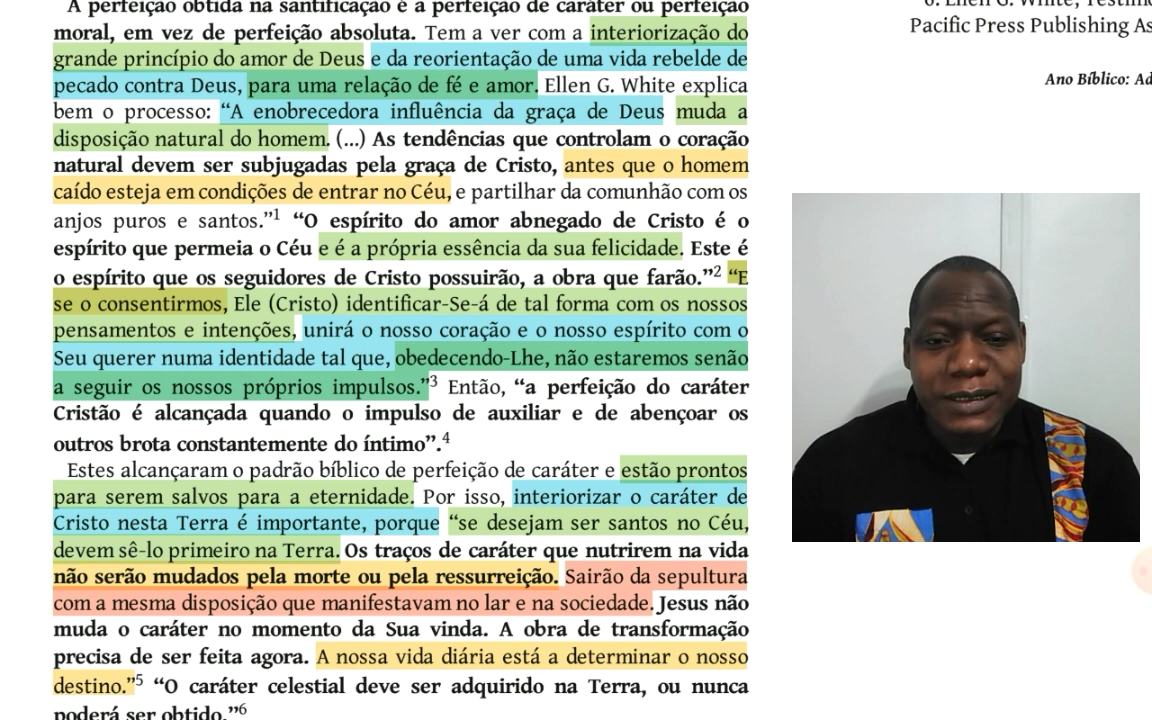 A perfeição obtida na santificação é a perfeição de caráter ou perfeição
moral, em vez de perfeição absoluta. Tem a ver com a interiorização do
grande princípio do amor de Deus e da reorientação de uma vida rebelde de
pecado contra Deus, para uma relação de fé e amor. Ellen G. White explica
bem o processo: “A enobrecedora influência da graça de Deus muda a
disposição natural do homem. (...) As tendências que controlam o coração
natural devem ser subjugadas pela graça de Cristo, antes que o homem
caído esteja em condições de entrar no Céu, e partilhar da comunhão com os
anjos puros e santos.”1 “O espírito do amor abnegado de Cristo é o
espírito que permeia o Céu e é a própria essência da sua felicidade. Este é
o espírito que os seguidores de Cristo possuirão, a obra que farão.”2 “E
se o consentirmos, Ele (Cristo) identificar-Se-á de tal forma com os nossos
pensamentos e intenções, unirá o nosso coração e o nosso espírito com o
Seu querer numa identidade tal que, obedecendo-Lhe, não estaremos senão
a seguir os nossos próprios impulsos.”3 Então, “a perfeição do caráter
Cristão é alcançada quando o impulso de auxiliar e de abençoar os
outros brota constantemente do íntimo”.4
Estes alcançaram o padrão bíblico de perfeição de caráter e estão prontos
para serem salvos para a eternidade. Por isso, interiorizar o caráter de
Cristo nesta Terra é importante, porque “se desejam ser santos no Céu,
devem sê-lo primeiro na Terra. Os traços de caráter que nutrirem na vida
não serão mudados pela morte ou pela ressurreição. Sairão da sepultura
com a mesma disposição que manifestavam no lar e na sociedade. Jesus não
muda o caráter no momento da Sua vinda. A obra de transformação
precisa de ser feita agora. A nossa vida diária está a determinar o nosso
destino.”5 “O caráter celestial deve ser adquirido na Terra, ou nunca
poderá ser obtido.”6
6. Ellen G. White, Testim
Pacific Press Publishing As
Ano Bíblico: Ad